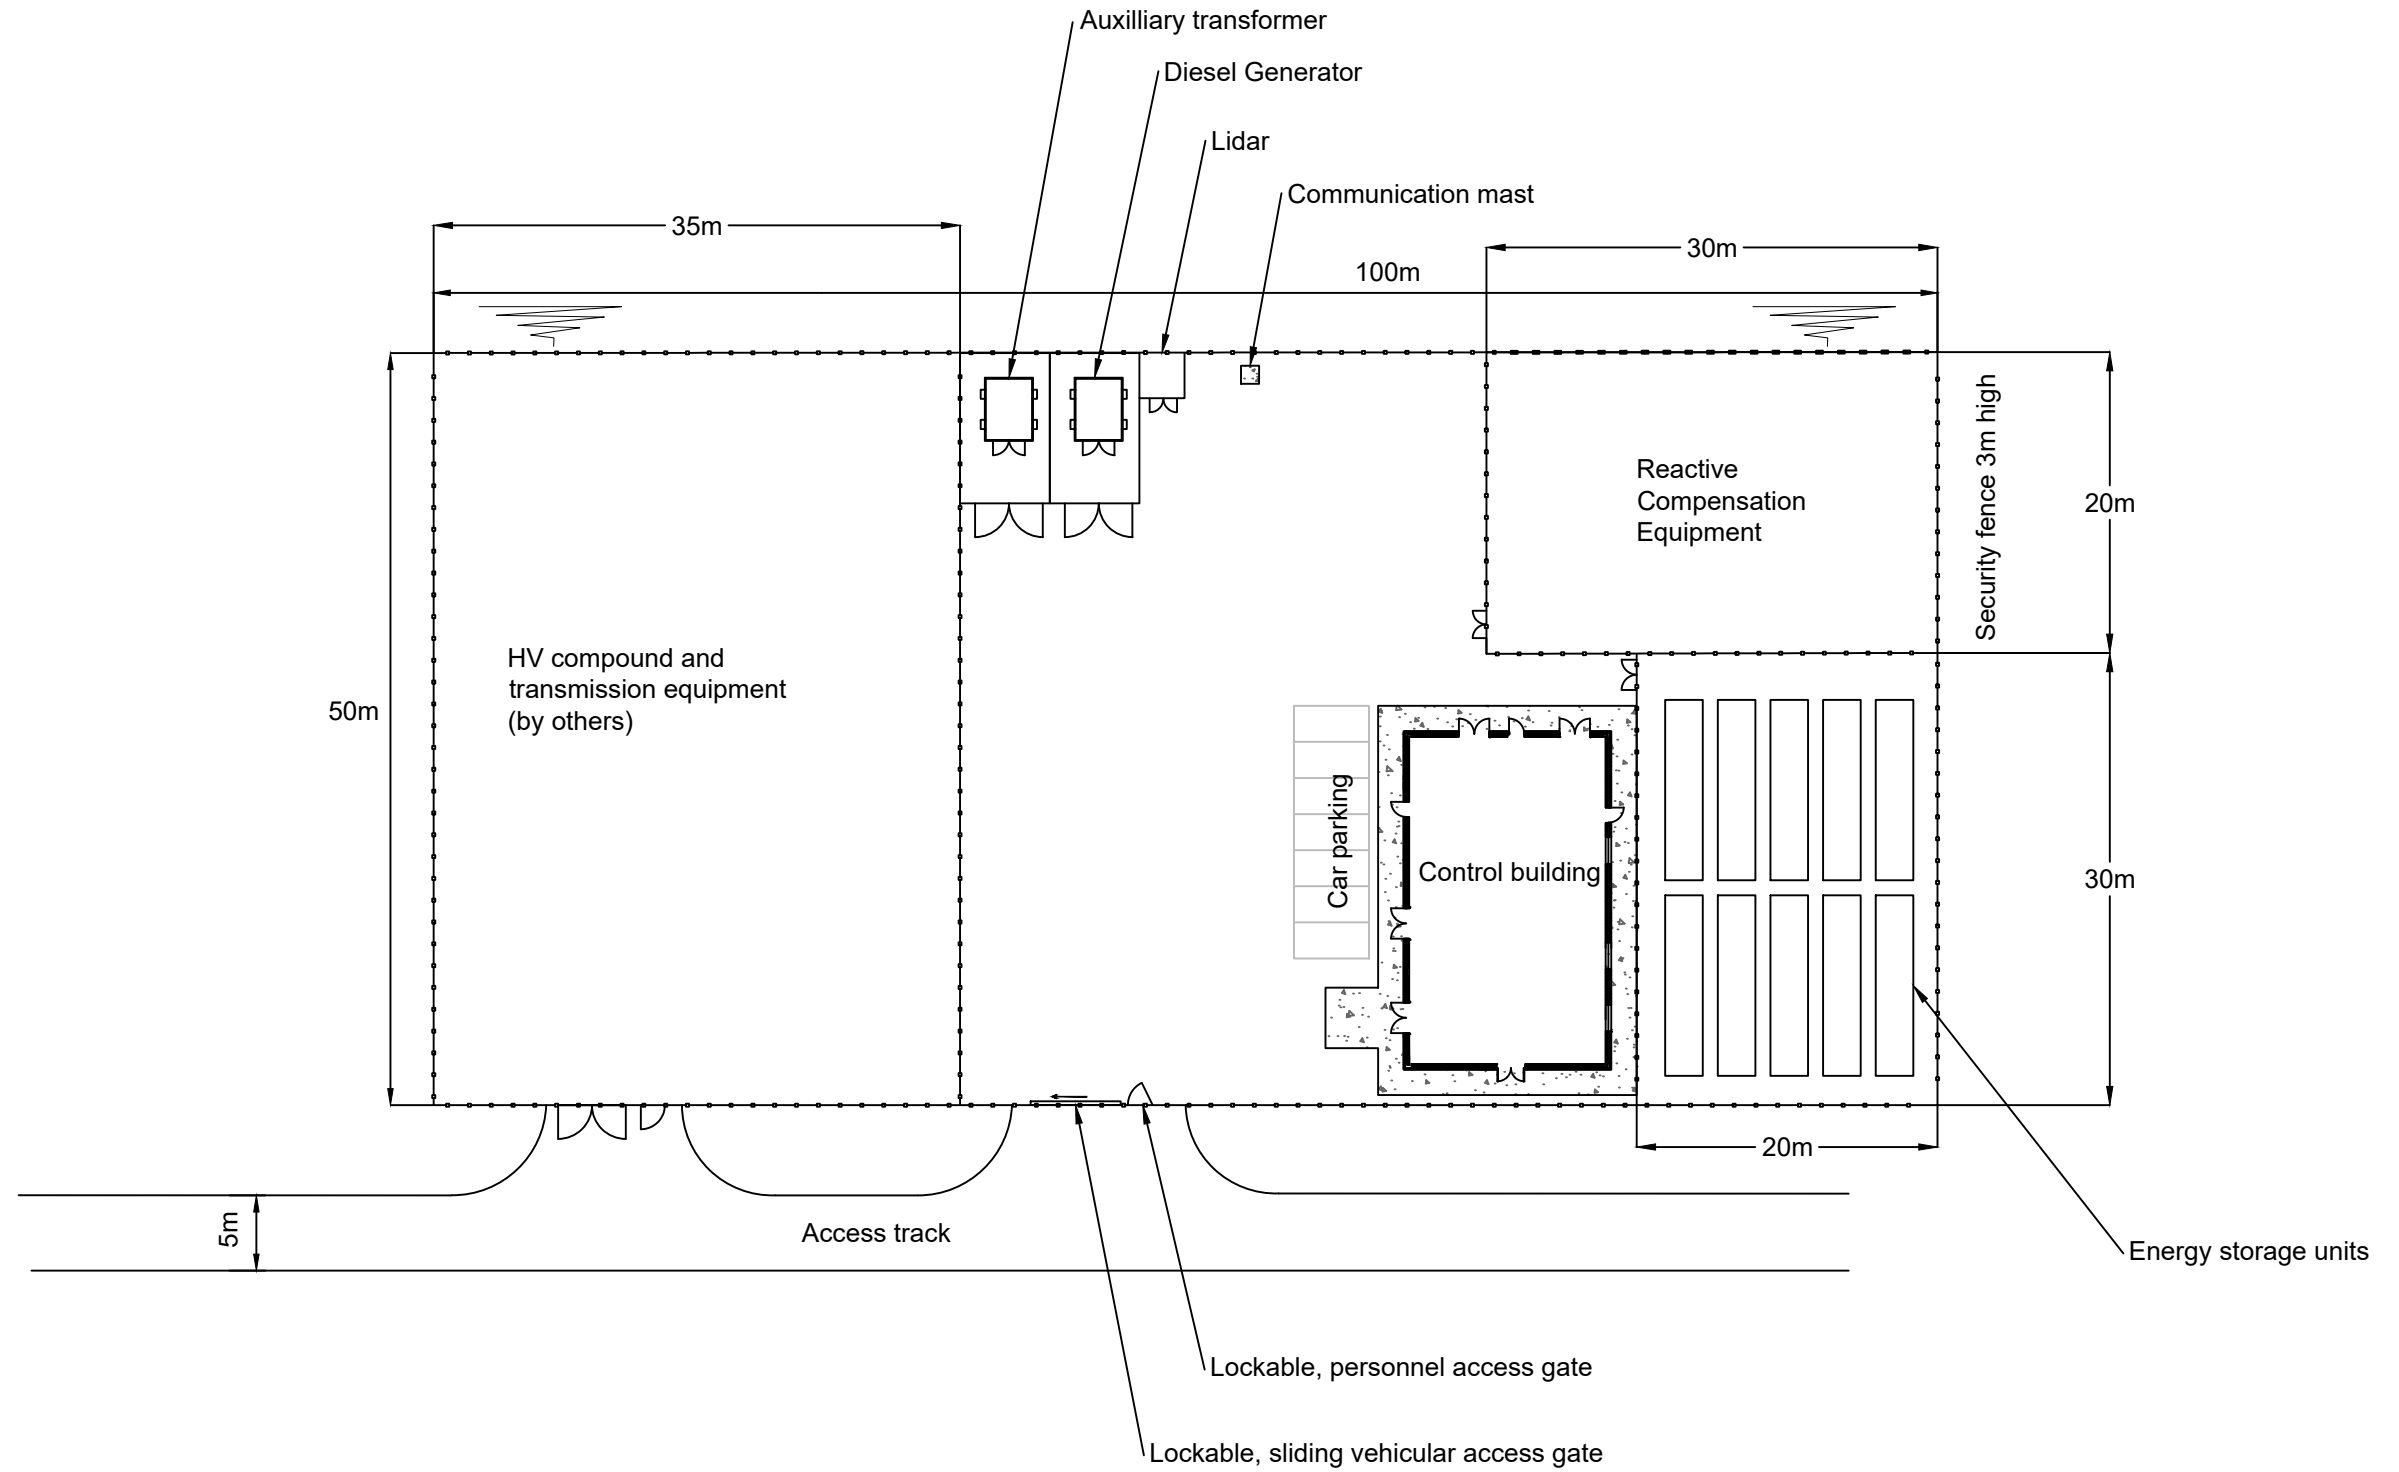 Auxilliary transformer
Diesel Generator
Lidar
Communication mast
35m
30m
100m
Security fence 3m high
Reactive
Compensation
Equipment
20m
HV compound and
transmission equipment
(by others)
50m
Car parking
Control building
30m
20m
5m
Access track
Energy storage units
Lockable, personnel access gate
Lockable, sliding vehicular access gate